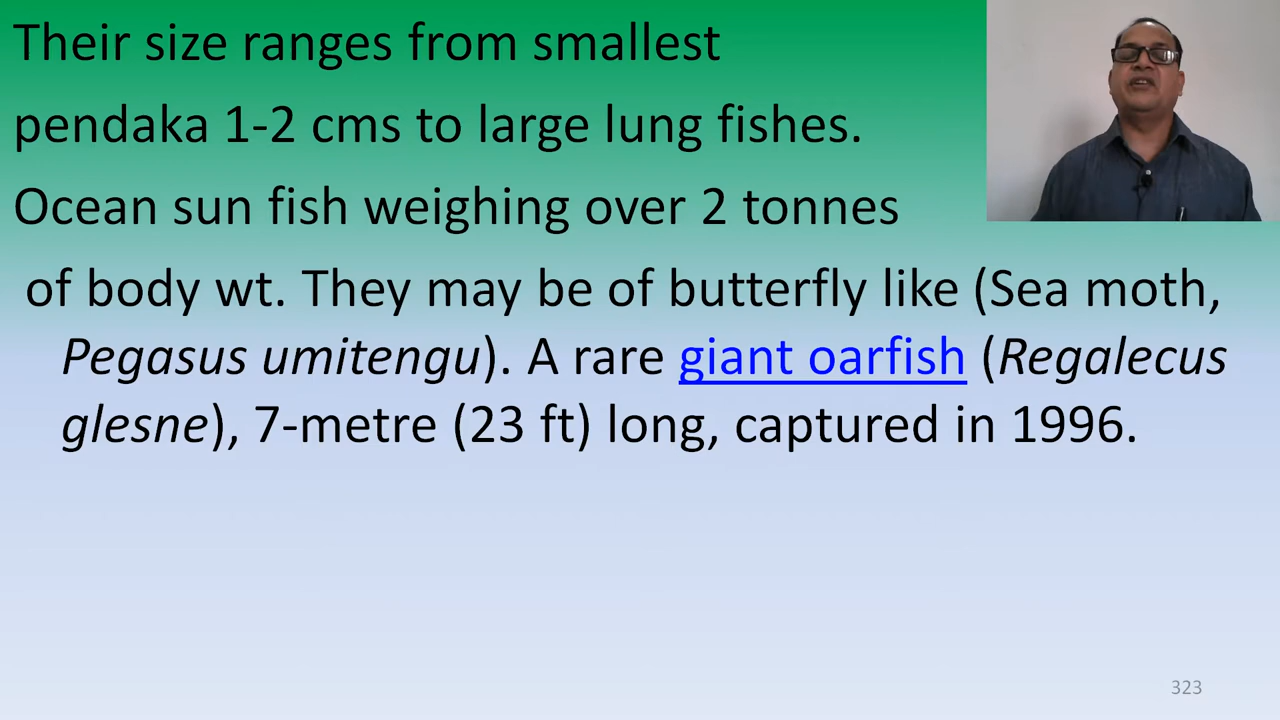 Their size ranges from smallest
pendaka 1-2 cms to large lung fishes.
Ocean sun fish weighing over 2 tonnes
of body wt. They may be of butterfly like (Sea moth,
Pegasus umitengu). A rare giant oarfish (Regalecus
glesne), 7-metre (23 ft) long, captured in 1996.
323